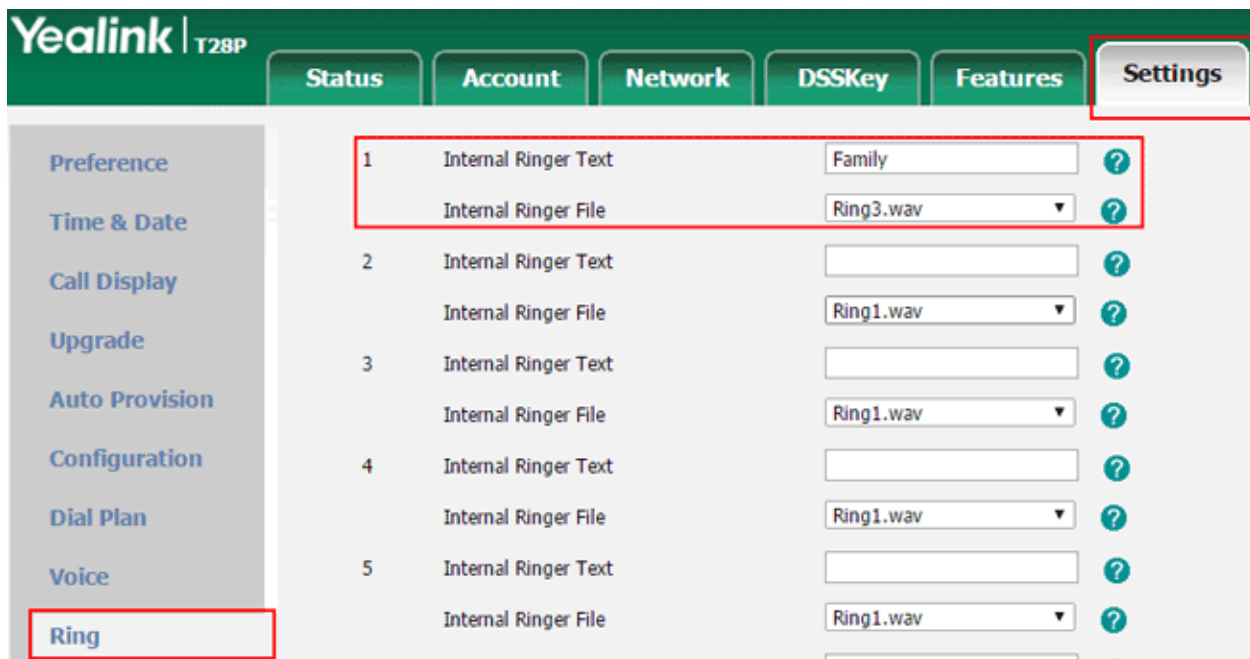 Yealink | T28P
Status Account Network DSSKey Features Settings
Preference
Time & Date
Call Display
Upgrade
Auto Provision
Configuration
Dial Plan
Voice
Ring
1 Internal Ringer Text Family ?
Internal Ringer File Ring3.wav ?
2 Internal Ringer Text ?
Internal Ringer File Ring1.wav ?
3 Internal Ringer Text ?
Internal Ringer File Ring1.wav ?
4 Internal Ringer Text ?
Internal Ringer File Ring1.wav ?
5 Internal Ringer Text ?
Internal Ringer File Ring1.wav ?